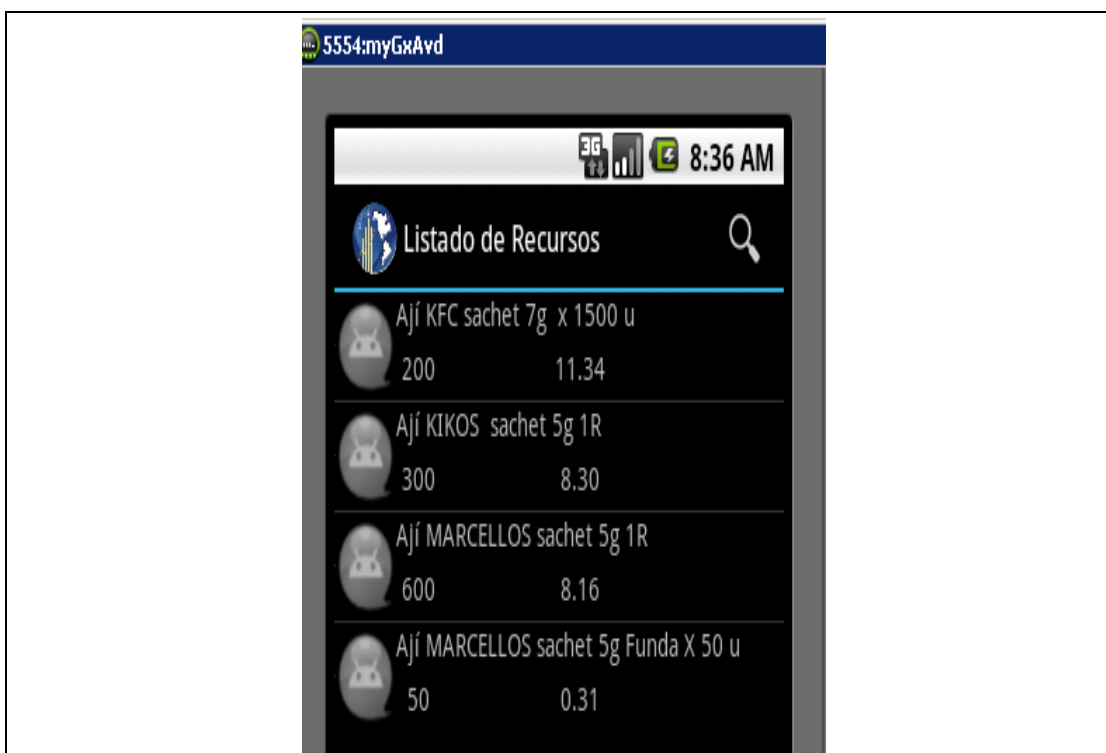 5554:myGxAvd
3G 8:36 AM
Listado de Recursos
Ají KFC sachet 7g  x 1500 u
200 11.34
Ají KIKOS  sachet 5g 1R
300 8.30
Ají MARCELLOS sachet 5g 1R
600 8.16
Ají MARCELLOS sachet 5g Funda X 50 u
50 0.31